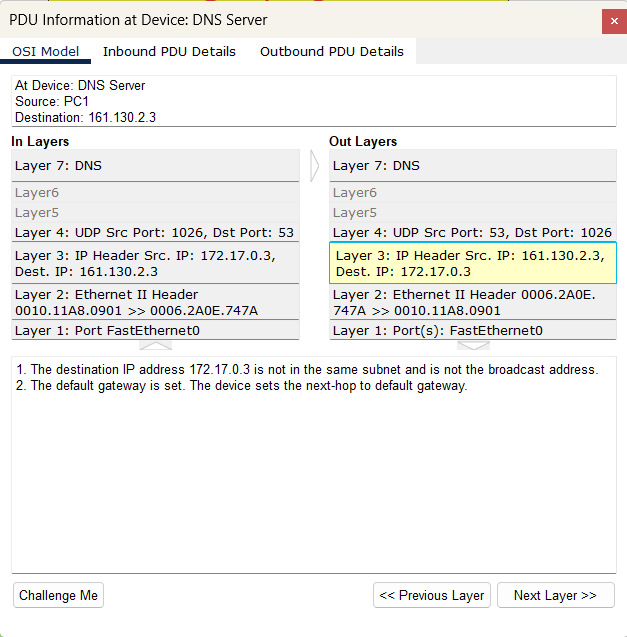 PDU Information at Device: DNS Server
OSI Model Inbound PDU Details Outbound PDU Details
At Device: DNS Server
Source: PC1
Destination: 161.130.2.3
In Layers
Layer 7: DNS
Layer6
Layer5
Layer 4: UDP Src Port: 1026, Dst Port: 53
Layer 3: IP Header Src. IP: 172.17.0.3,
Dest. IP: 161.130.2.3
Layer 2: Ethernet II Header
0010.11A8.0901 >> 0006.2A0E.747A
Layer 1: Port FastEthernet0
Out Layers
Layer 7: DNS
Layer6
Layer5
Layer 4: UDP Src Port: 53, Dst Port: 1026
Layer 3: IP Header Src. IP: 161.130.2.3,
Dest. IP: 172.17.0.3
Layer 2: Ethernet II Header 0006.2A0E.
747A >> 0010.11A8.0901
Layer 1: Port(s): FastEthernet0
1. The destination IP address 172.17.0.3 is not in the same subnet and is not the broadcast address.
2. The default gateway is set. The device sets the next-hop to default gateway.
Challenge Me
<< Previous Layer
Next Layer >>